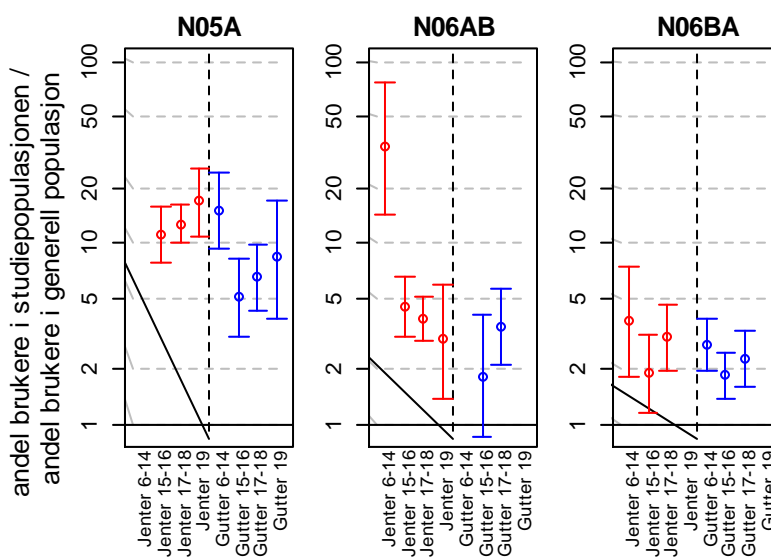 N05A
N06AB
N06BA
andel brukere i studiepopulasjonen /
andel brukere i generell populasjon
100
50
20
10
5
2
1
100
50
20
10
5
2
1
100
50
20
10
5
2
1
Jenter 6-14
Jenter 15-16
Jenter 17-18
Jenter 19
Gutter 6-14
Gutter 15-16
Gutter 17-18
Gutter 19
Jenter 6-14
Jenter 15-16
Jenter 17-18
Jenter 19
Gutter 6-14
Gutter 15-16
Gutter 17-18
Gutter 19
Jenter 6-14
Jenter 15-16
Jenter 17-18
Jenter 19
Gutter 6-14
Gutter 15-16
Gutter 17-18
Gutter 19